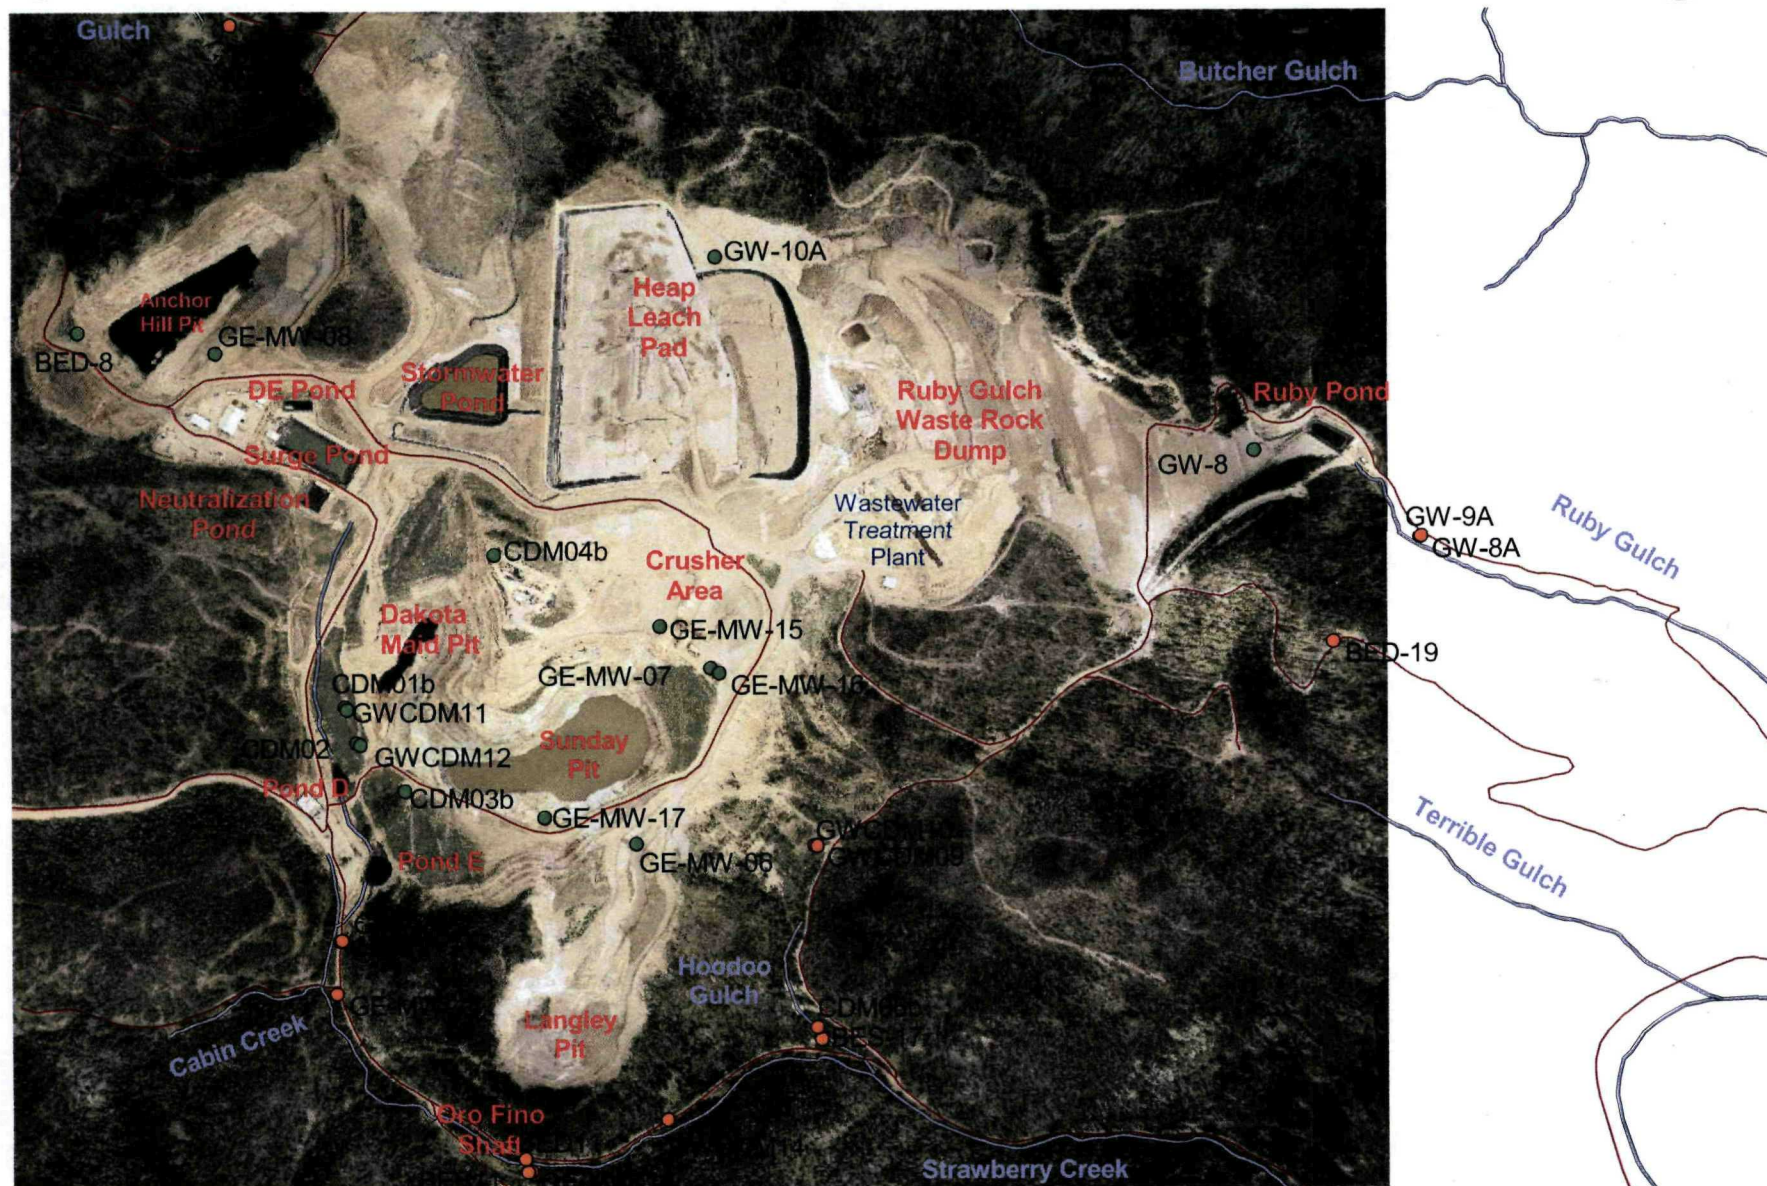 Gulch
Butcher Gulch
GW-10A
Anchor
Hill Pit
Heap
Leach
Pad
BED-8
GE-MW-08
DE Pond
Stormwater
Pond
Ruby Gulch
Waste Rock
Dump
Ruby Pond
Surge Pond
GW-8
Neutralization
Pond
Wastewater
Treatment
Plant
GW-9A
GW-8A
Ruby Gulch
CDM04b
Crusher
Area
Dakota
Maid Pit
GE-MW-15
BED-19
GE-MW-07
GE-MW-16
CDM01b
GWCDM11
CDM02
GWCDM12
Sunday
Pit
Pond D
CDM03b
GE-MW-17
Terrible Gulch
GE-MW-06
Pond E
Hoodoo
Gulch
Langley
Pit
Cabin Creek
Oro Fino
Shaft
Strawberry Creek